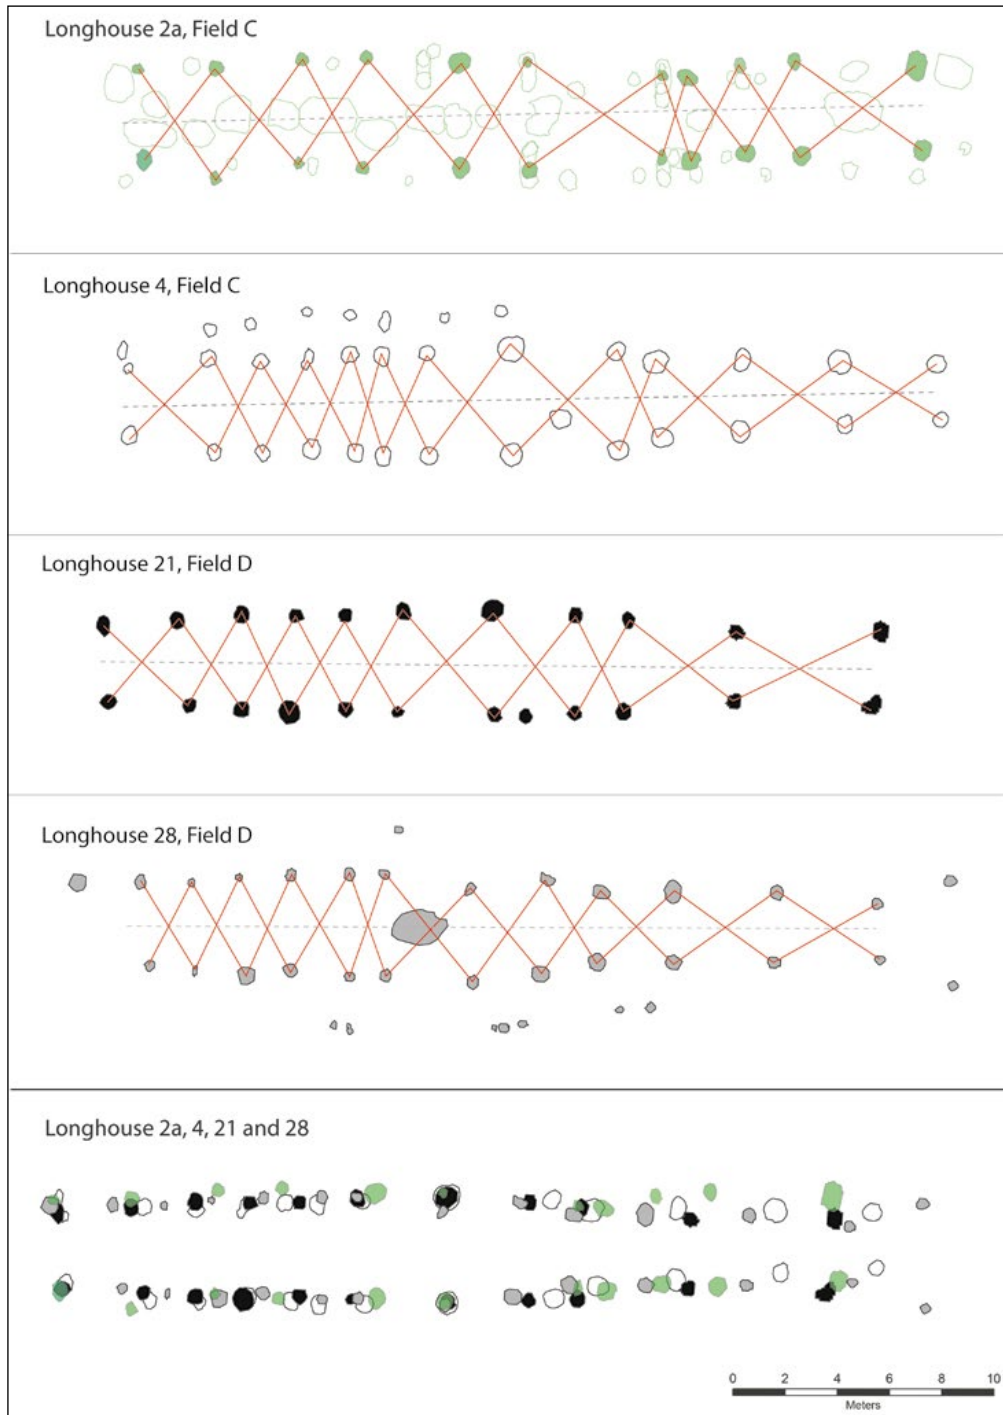 Longhouse 2a, Field C
Longhouse 4, Field C
Longhouse 21, Field D
Longhouse 28, Field D
Longhouse 2a, 4, 21 and 28
0 2 4 6 8 10
Meters